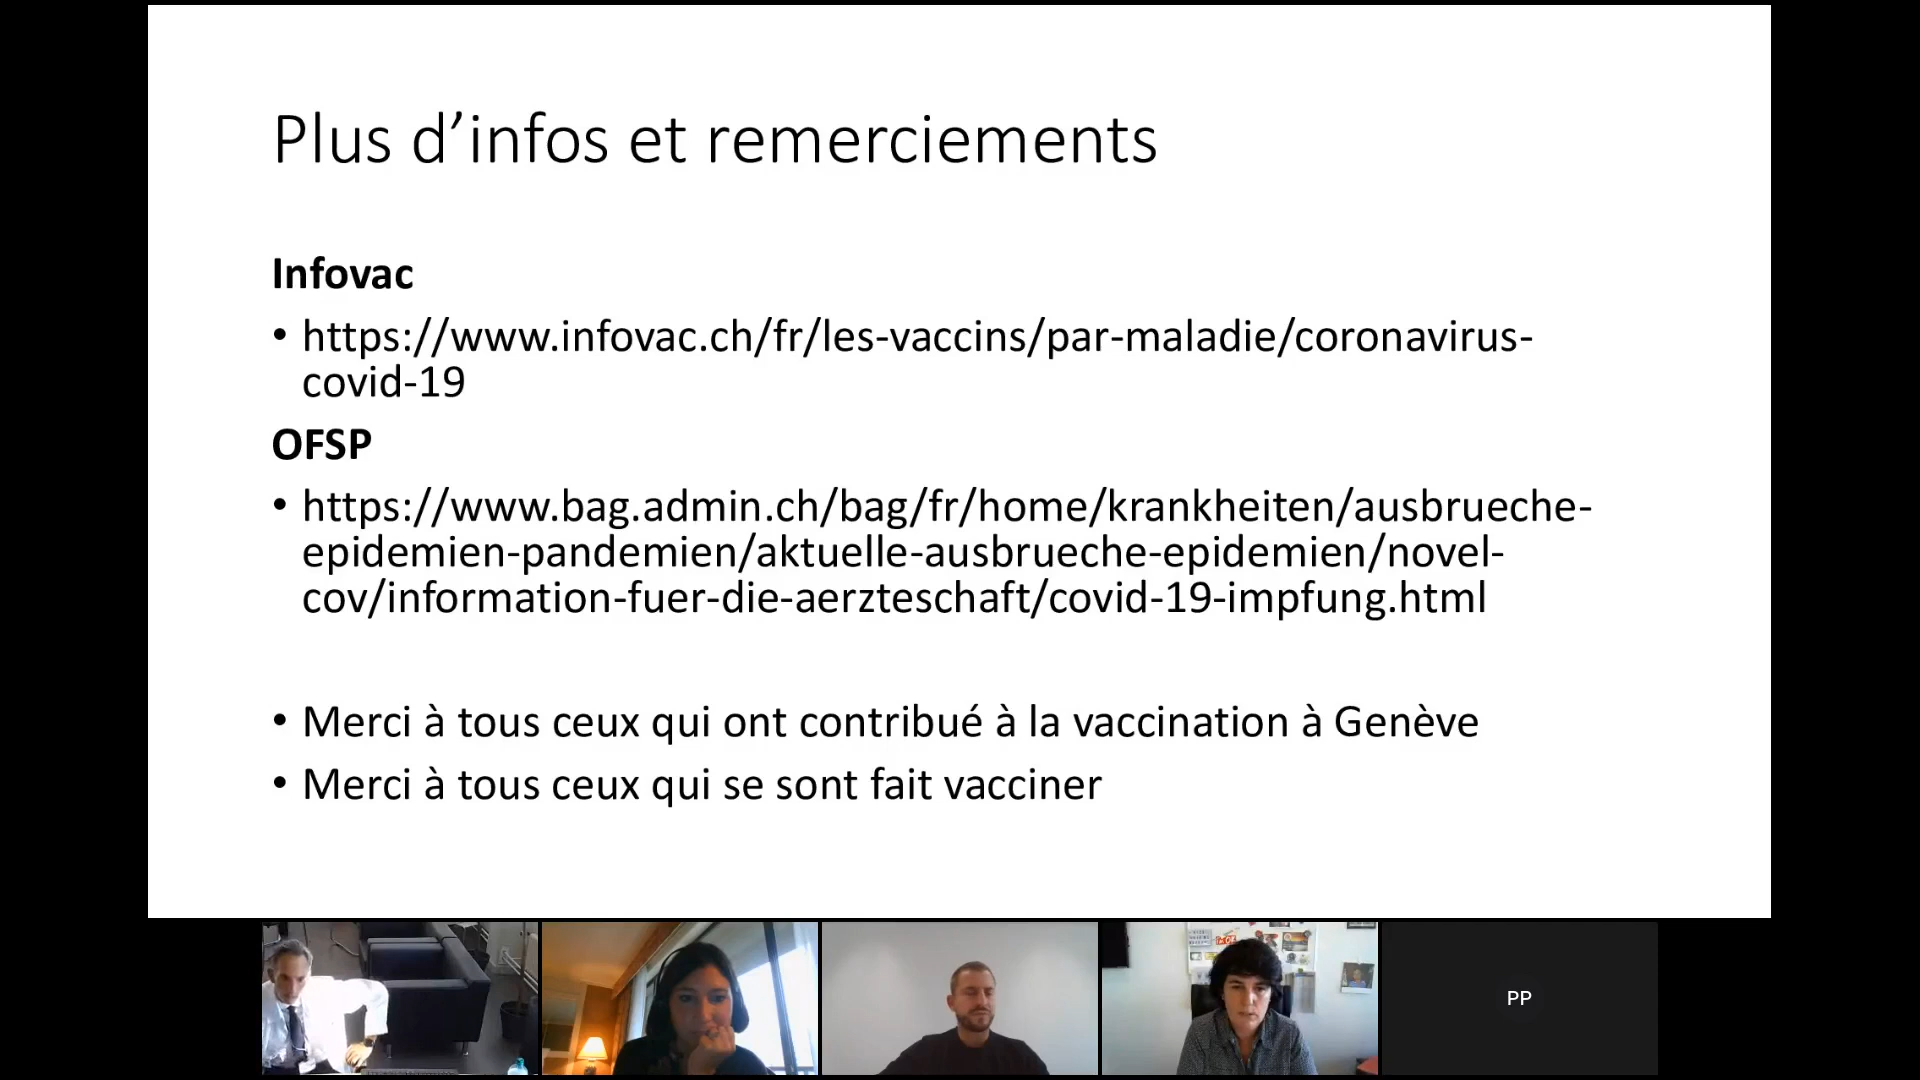 Plus d’infos et remerciements
Infovac
• https://www.infovac.ch/fr/les-vaccins/par-maladie/coronavirus-
covid-19
OFSP
• https://www.bag.admin.ch/bag/fr/home/krankheiten/ausbrueche-
epidemien-pandemien/aktuelle-ausbrueche-epidemien/novel-
cov/information-fuer-die-aerzteschaft/covid-19-impfung.html
• Merci à tous ceux qui ont contribué à la vaccination à Genève
• Merci à tous ceux qui se sont fait vacciner
PP